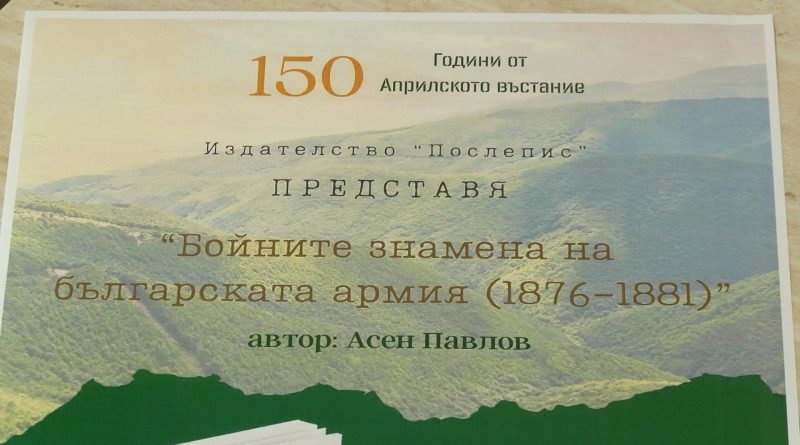 150
Години от
Априлското въстание
Издателство "Послепис"
ПРЕДСТАВЯ
"Бойните знамена на
българската армия (1876–1881)"
автор: Асен Павлов